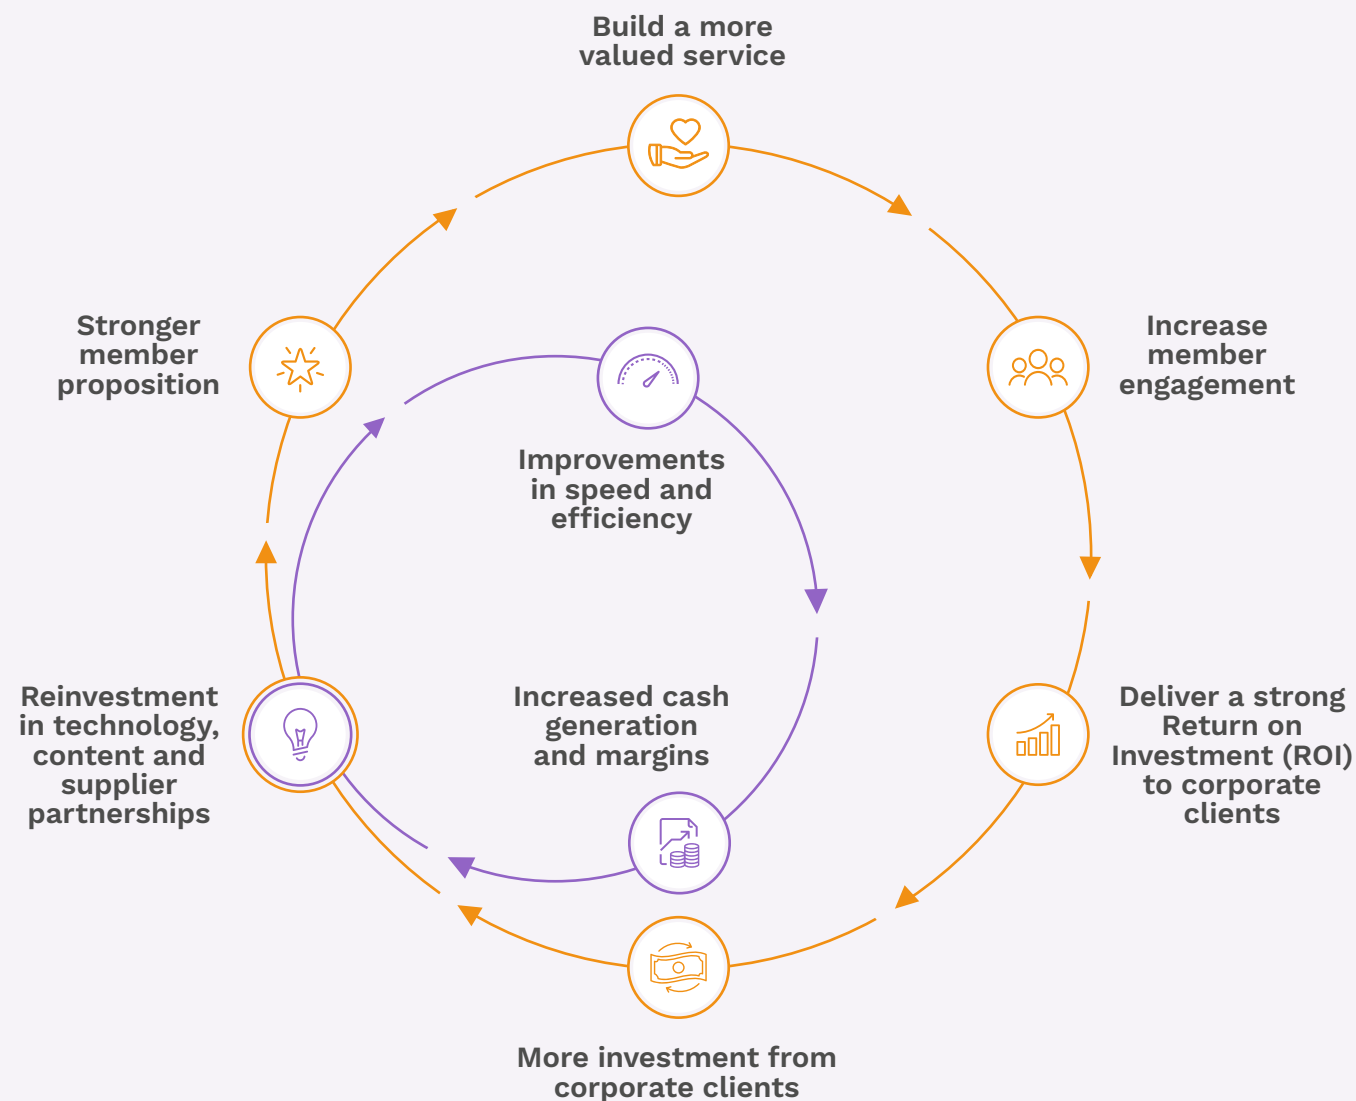 Build a more
valued service
Stronger
member
proposition
Increase
member
engagement
Improvements
in speed and
efficiency
Reinvestment
in technology,
content and
supplier
partnerships
Increased cash
generation
and margins
Deliver a strong
Return on
Investment (ROI)
to corporate
clients
More investment from
corporate clients